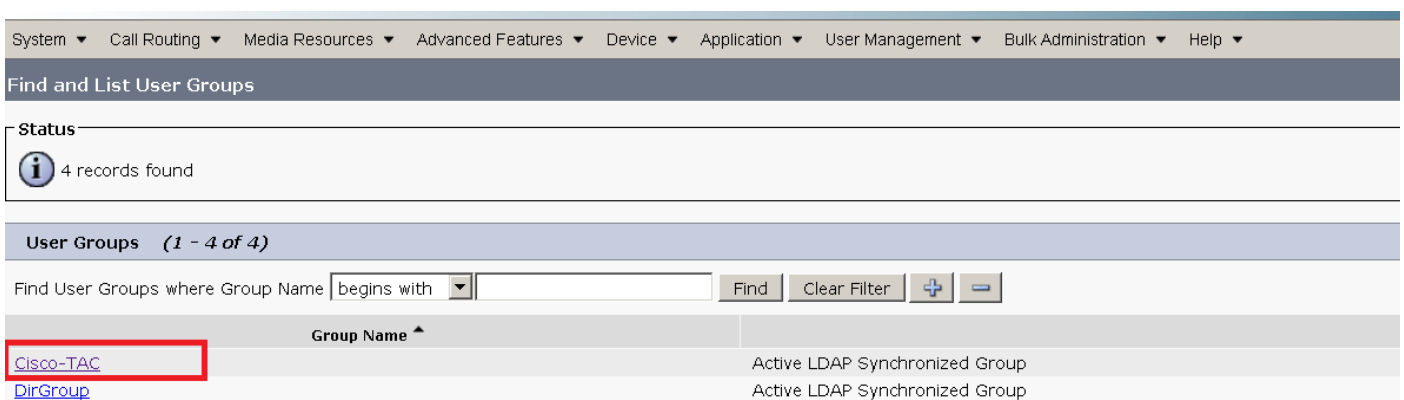 System Call Routing Media Resources Advanced Features Device Application User Management Bulk Administration Help
Find and List User Groups
Status
4 records found
User Groups (1 - 4 of 4)
Find User Groups where Group Name begins with Find Clear Filter
Group Name
Cisco-TAC Active LDAP Synchronized Group
DirGroup Active LDAP Synchronized Group